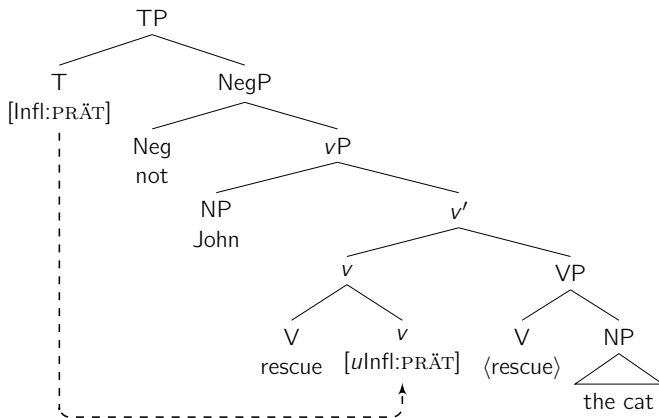 TP
T NegP
[Infl:PRÄT]
Neg vP
not
NP v′
John
v VP
V v V NP
rescue [uInfl:PRÄT] ⟨rescue⟩
the cat